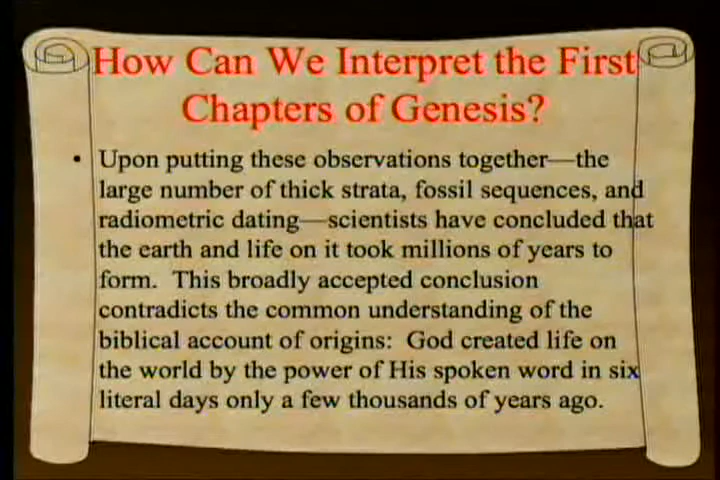 How Can We Interpret the First
Chapters of Genesis?
• Upon putting these observations together—the
large number of thick strata, fossil sequences, and
radiometric dating—scientists have concluded that
the earth and life on it took millions of years to
form.  This broadly accepted conclusion
contradicts the common understanding of the
biblical account of origins:  God created life on
the world by the power of His spoken word in six
literal days only a few thousands of years ago.